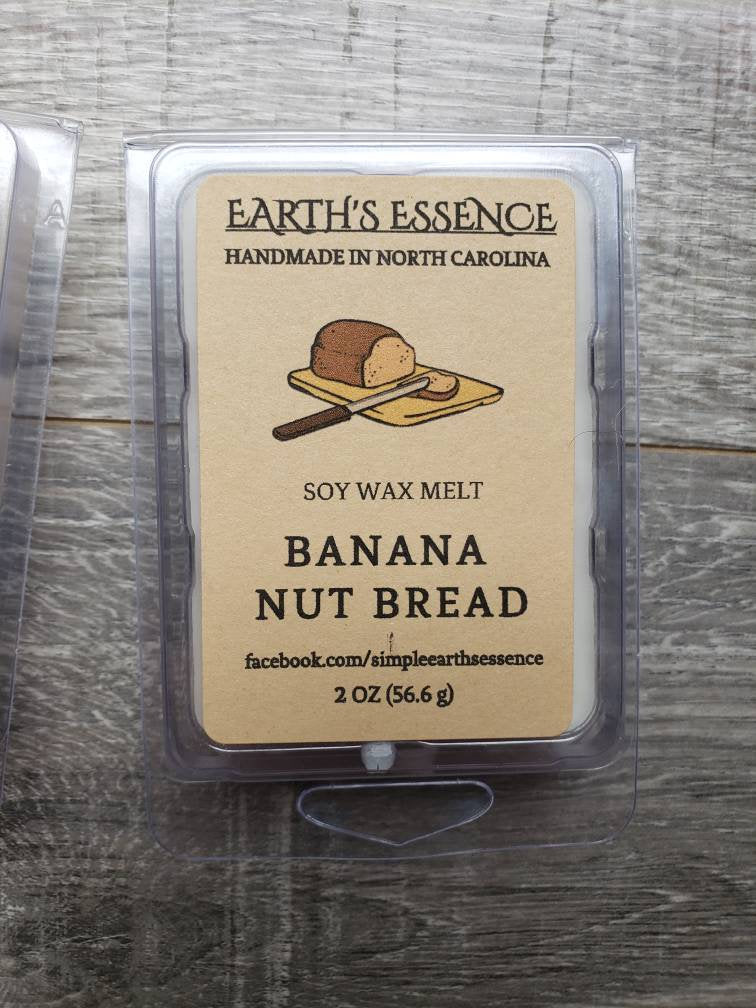 EARTH'S ESSENCE
HANDMADE IN NORTH CAROLINA
SOY WAX MELT
BANANA
NUT BREAD
facebook.com/simpleearthsessence
2 OZ (56.6 g)